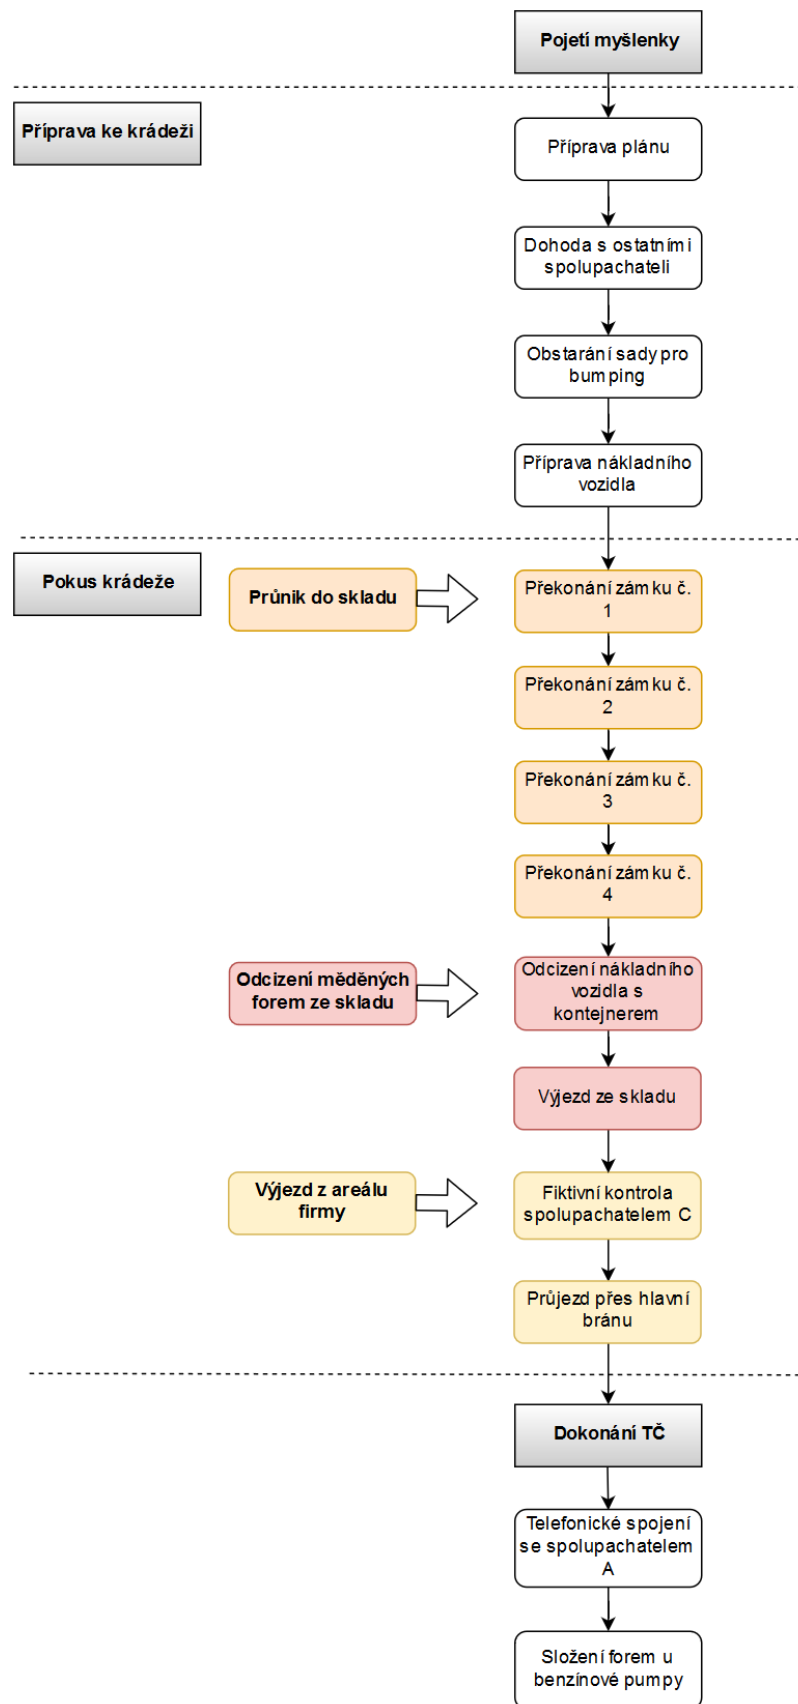 Pojetí myšlenky
Příprava ke krádeži
Příprava plánu
Dohoda s ostatními
spolupachateli
Obstarání sady pro
bumping
Příprava nákladního
vozidla
Pokus krádeže
Průnik do skladu
Překonání zámku č.
1
Překonání zámku č.
2
Překonání zámku č.
3
Překonání zámku č.
4
Odcizení měděných
forem ze skladu
Odcizení nákladního
vozidla s
kontejnerem
Výjezd ze skladu
Výjezd z areálu
firmy
Fiktivní kontrola
spolupachatelem C
Průjezd přes hlavní
bránu
Dokonání TČ
Telefonické spojení
se spolupachatelem
A
Složení forem u
benzínové pumpy